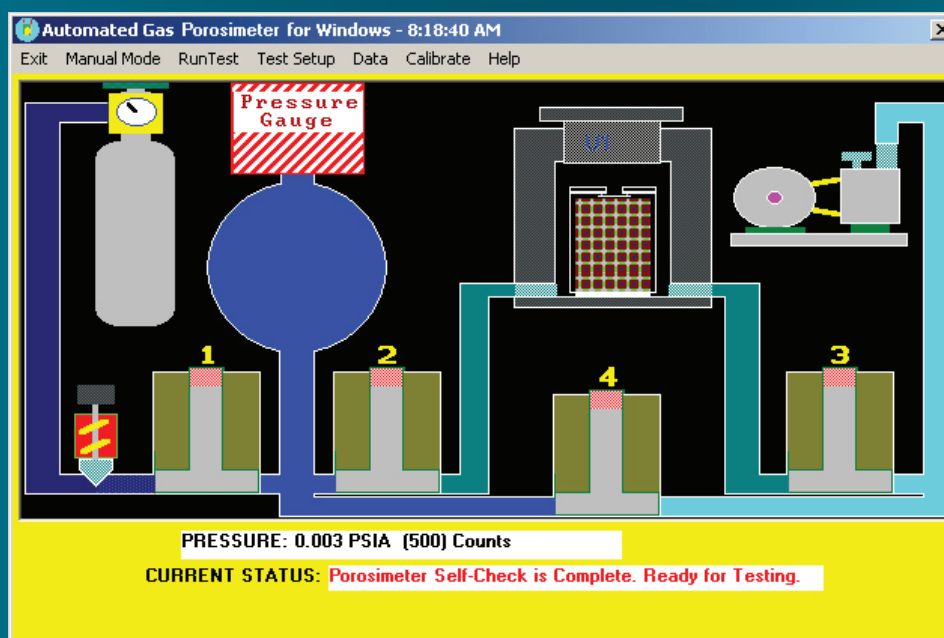 Automated Gas Porosimeter for Windows - 8:18:40 AM
Exit Manual Mode RunTest Test Setup Data Calibrate Help
Pressure
Gauge
1
2
3
4
PRESSURE: 0.003 PSIA (500) Counts
CURRENT STATUS: Porosimeter Self-Check is Complete. Ready for Testing.